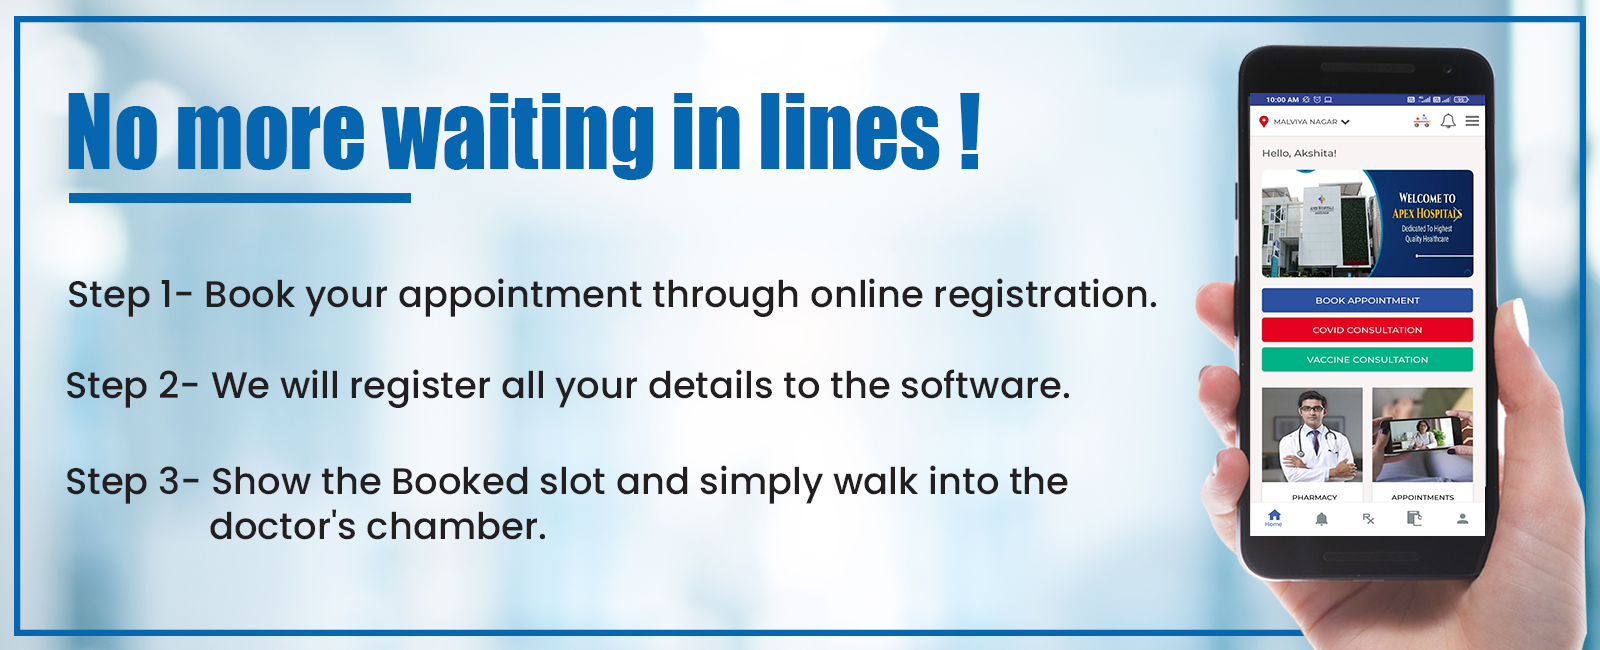 No more waiting in lines !
Step 1- Book your appointment through online registration.
Step 2- We will register all your details to the software.
Step 3- Show the Booked slot and simply walk into the
doctor's chamber.
10:00 AM
MALVIYA NAGAR
Hello, Akshita!
APEX HOSPITALS
WELCOME TO
APEX HOSPITALS
Dedicated To Highest
Quality Healthcare
BOOK APPOINTMENT
COVID CONSULTATION
VACCINE CONSULTATION
PHARMACY
APPOINTMENTS
Home